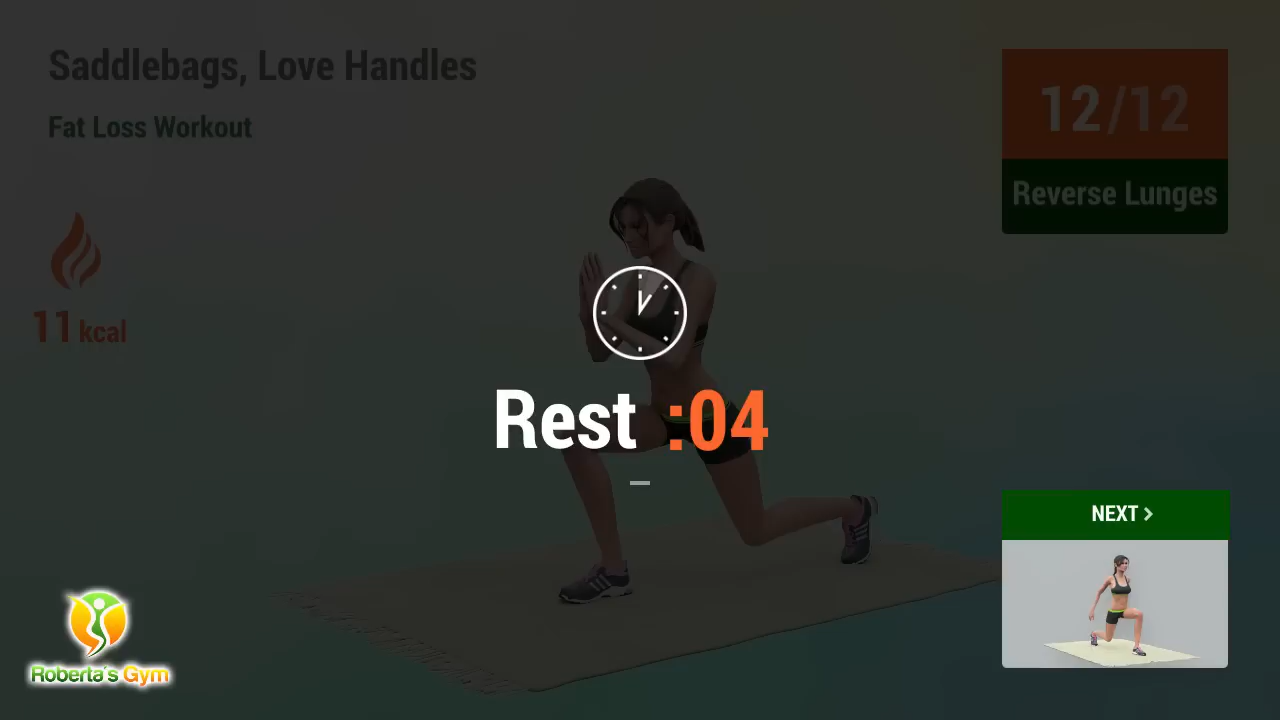 Saddlebags, Love Handles
Fat Loss Workout
12/12
Reverse Lunges
11 kcal
Rest :04
NEXT >
Roberta's Gym